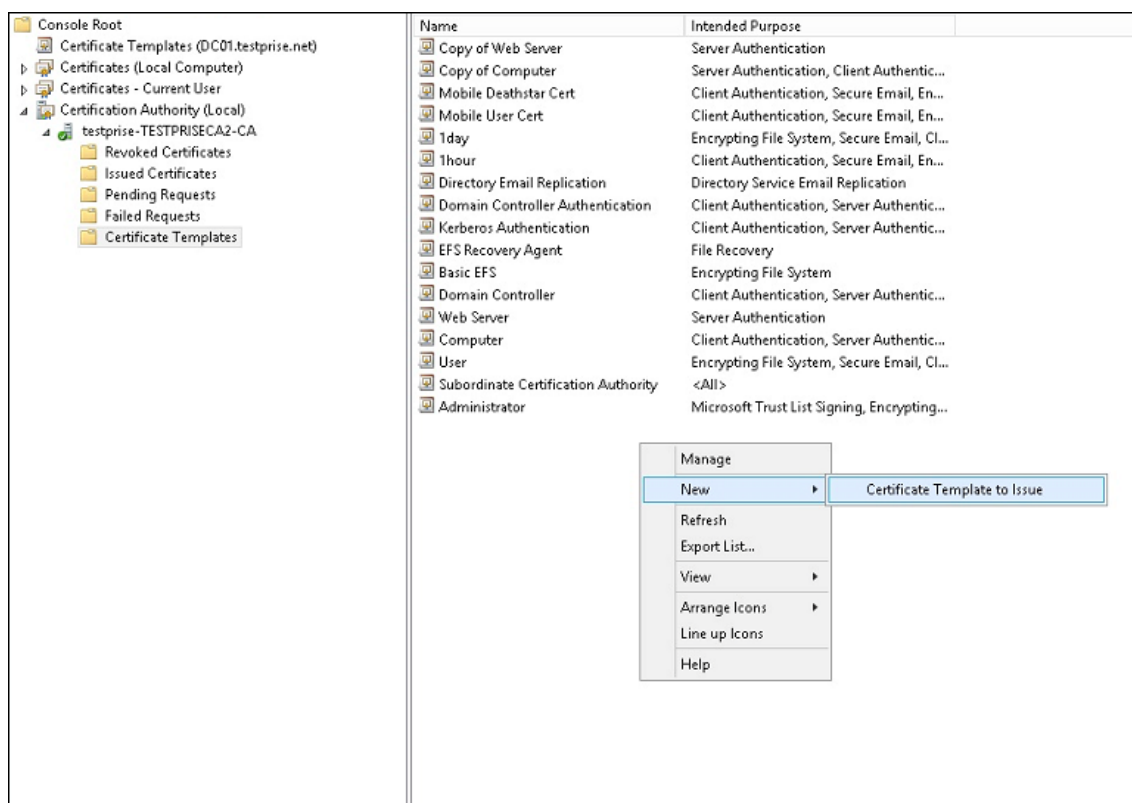 Console Root
Certificate Templates (DC01.testprise.net)
Certificates (Local Computer)
Certificates - Current User
Certification Authority (Local)
testprise-TESTPRISECA2-CA
Revoked Certificates
Issued Certificates
Pending Requests
Failed Requests
Certificate Templates
Name Intended Purpose
Copy of Web Server Server Authentication
Copy of Computer Server Authentication, Client Authentic...
Mobile Deathstar Cert Client Authentication, Secure Email, En...
Mobile User Cert Client Authentication, Secure Email, En...
1day Encrypting File System, Secure Email, Cl...
1hour Client Authentication, Secure Email, En...
Directory Email Replication Directory Service Email Replication
Domain Controller Authentication Client Authentication, Server Authentic...
Kerberos Authentication Client Authentication, Server Authentic...
EFS Recovery Agent File Recovery
Basic EFS Encrypting File System
Domain Controller Client Authentication, Server Authentic...
Web Server Server Authentication
Computer Client Authentication, Server Authentic...
User Encrypting File System, Secure Email, Cl...
Subordinate Certification Authority <All>
Administrator Microsoft Trust List Signing, Encrypting...
Manage
New Certificate Template to Issue
Refresh
Export List...
View
Arrange Icons
Line up Icons
Help